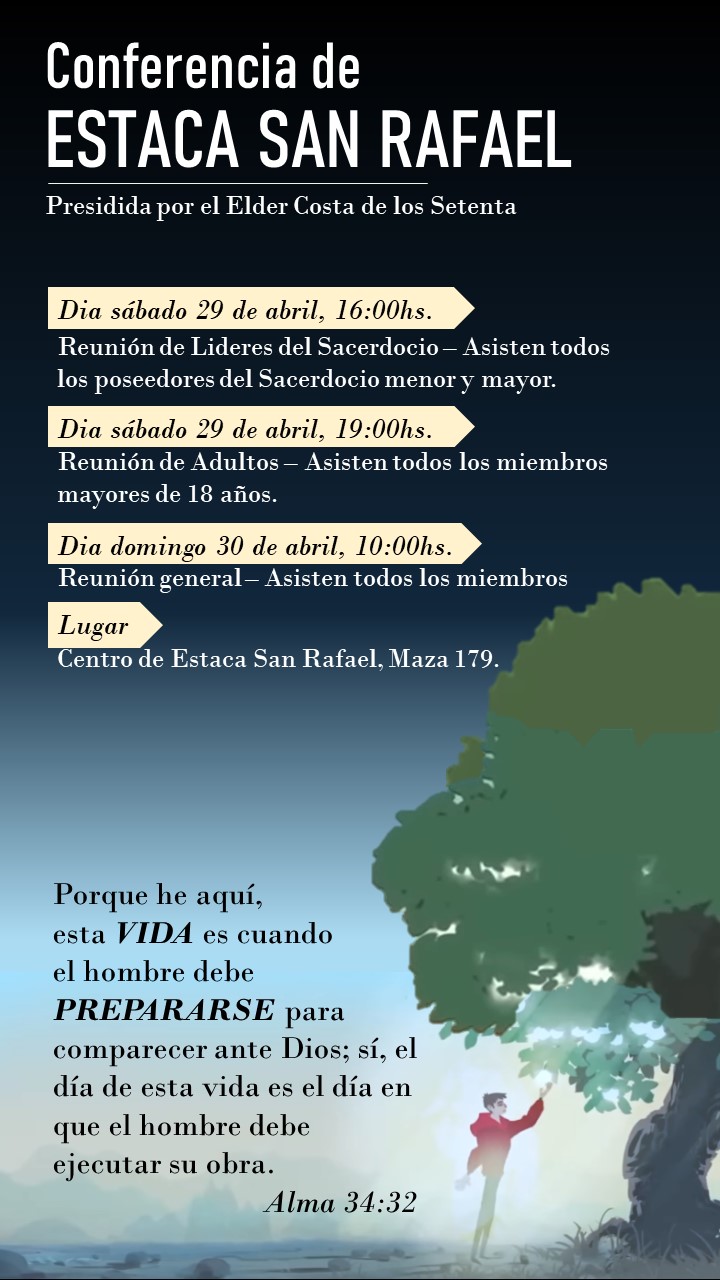 Conferencia de
ESTACA SAN RAFAEL
Presidida por el Elder Costa de los Setenta
Dia sábado 29 de abril, 16:00hs.
Reunión de Lideres del Sacerdocio – Asisten todos
los poseedores del Sacerdocio menor y mayor.
Dia sábado 29 de abril, 19:00hs.
Reunión de Adultos – Asisten todos los miembros
mayores de 18 años.
Dia domingo 30 de abril, 10:00hs.
Reunión general – Asisten todos los miembros
Lugar
Centro de Estaca San Rafael, Maza 179.
Porque he aquí,
esta VIDA es cuando
el hombre debe
PREPARARSE para
comparecer ante Dios; sí, el
día de esta vida es el día en
que el hombre debe
ejecutar su obra.
Alma 34:32